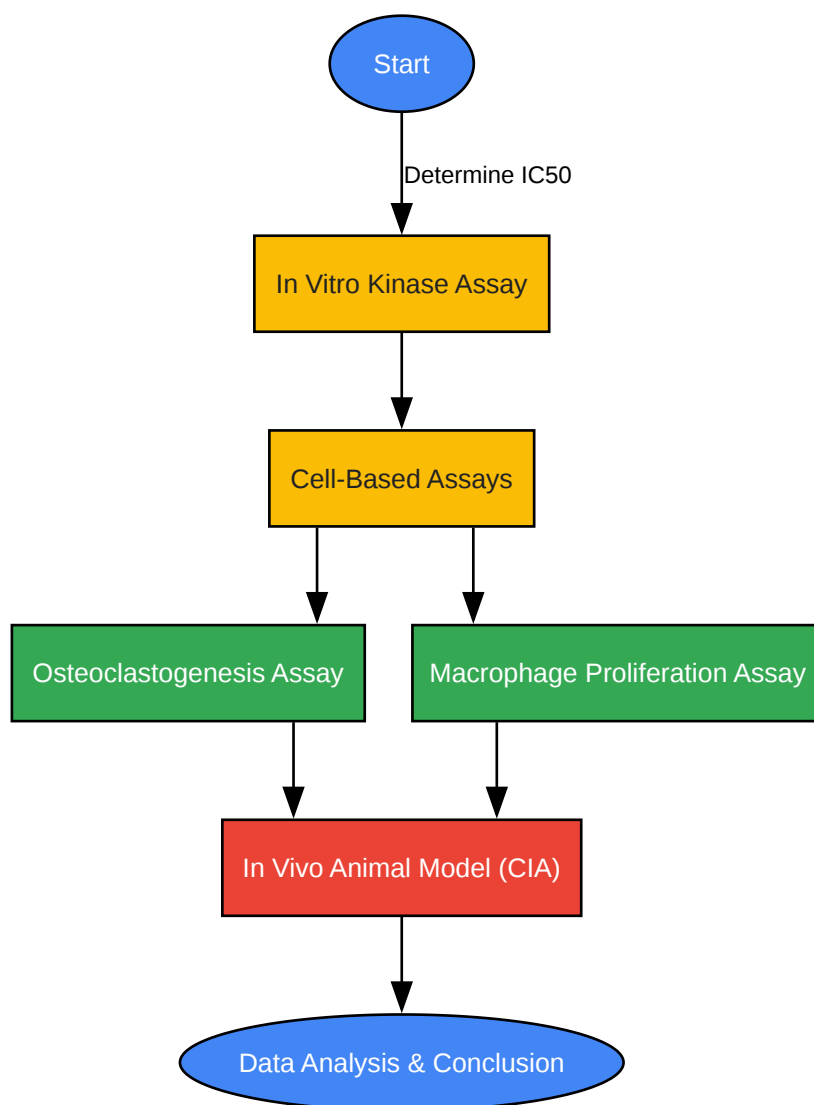 Start
Determine IC50
In Vitro Kinase Assay
Cell-Based Assays
Osteoclastogenesis Assay
Macrophage Proliferation Assay
In Vivo Animal Model (CIA)
Data Analysis & Conclusion